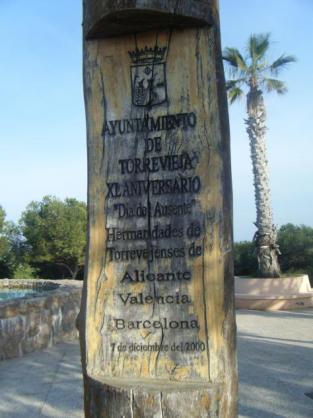 AYUNTAMIENTO
DE
TORREVIEJA
XL ANIVERSARIO
"Dia del Ausente"
Hermandades de
Torrevejenses de
Alicante
Valencia
Barcelona
7 de diciembre del 2000